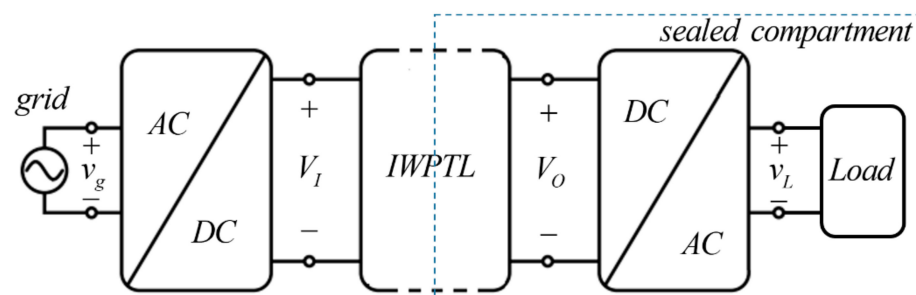 sealed compartment
grid
AC
DC
+
v_g
−
+
V_I
−
IWPTL
+
V_O
−
DC
AC
+
v_L
−
Load